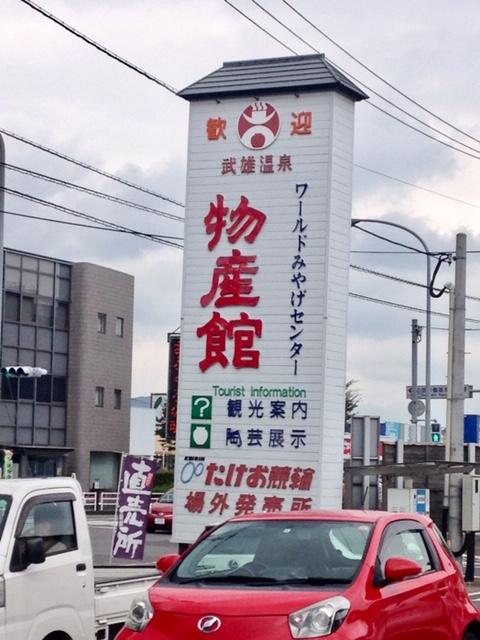 歓迎
武雄温泉
物産館
ワールドみやげセンター
Tourist Information
? 観光案内
陶芸展示
たけお競輪
場外発売所
直売所